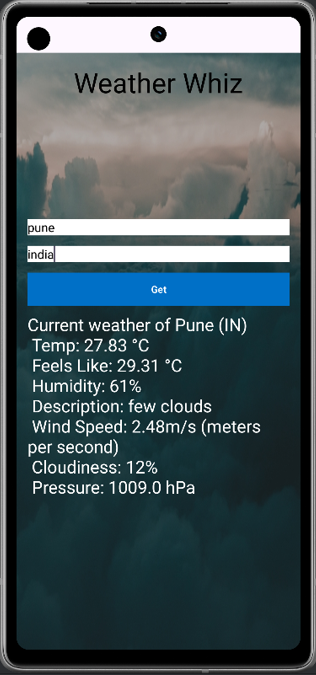 Weather Whiz
pune
india
Get
Current weather of Pune (IN)
Temp: 27.83 °C
Feels Like: 29.31 °C
Humidity: 61%
Description: few clouds
Wind Speed: 2.48m/s (meters
per second)
Cloudiness: 12%
Pressure: 1009.0 hPa